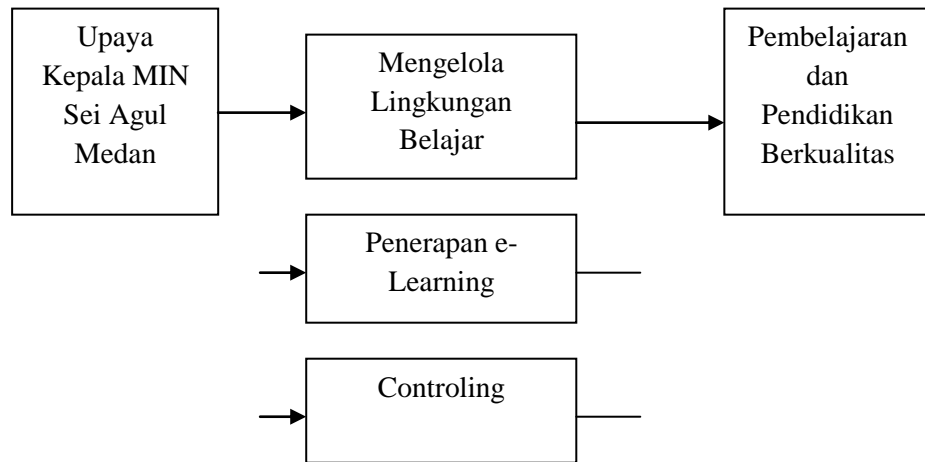 Upaya
Kepala MIN
Sei Agul
Medan
Mengelola
Lingkungan
Belajar
Pembelajaran
dan
Pendidikan
Berkualitas
Penerapan e-
Learning
Controling